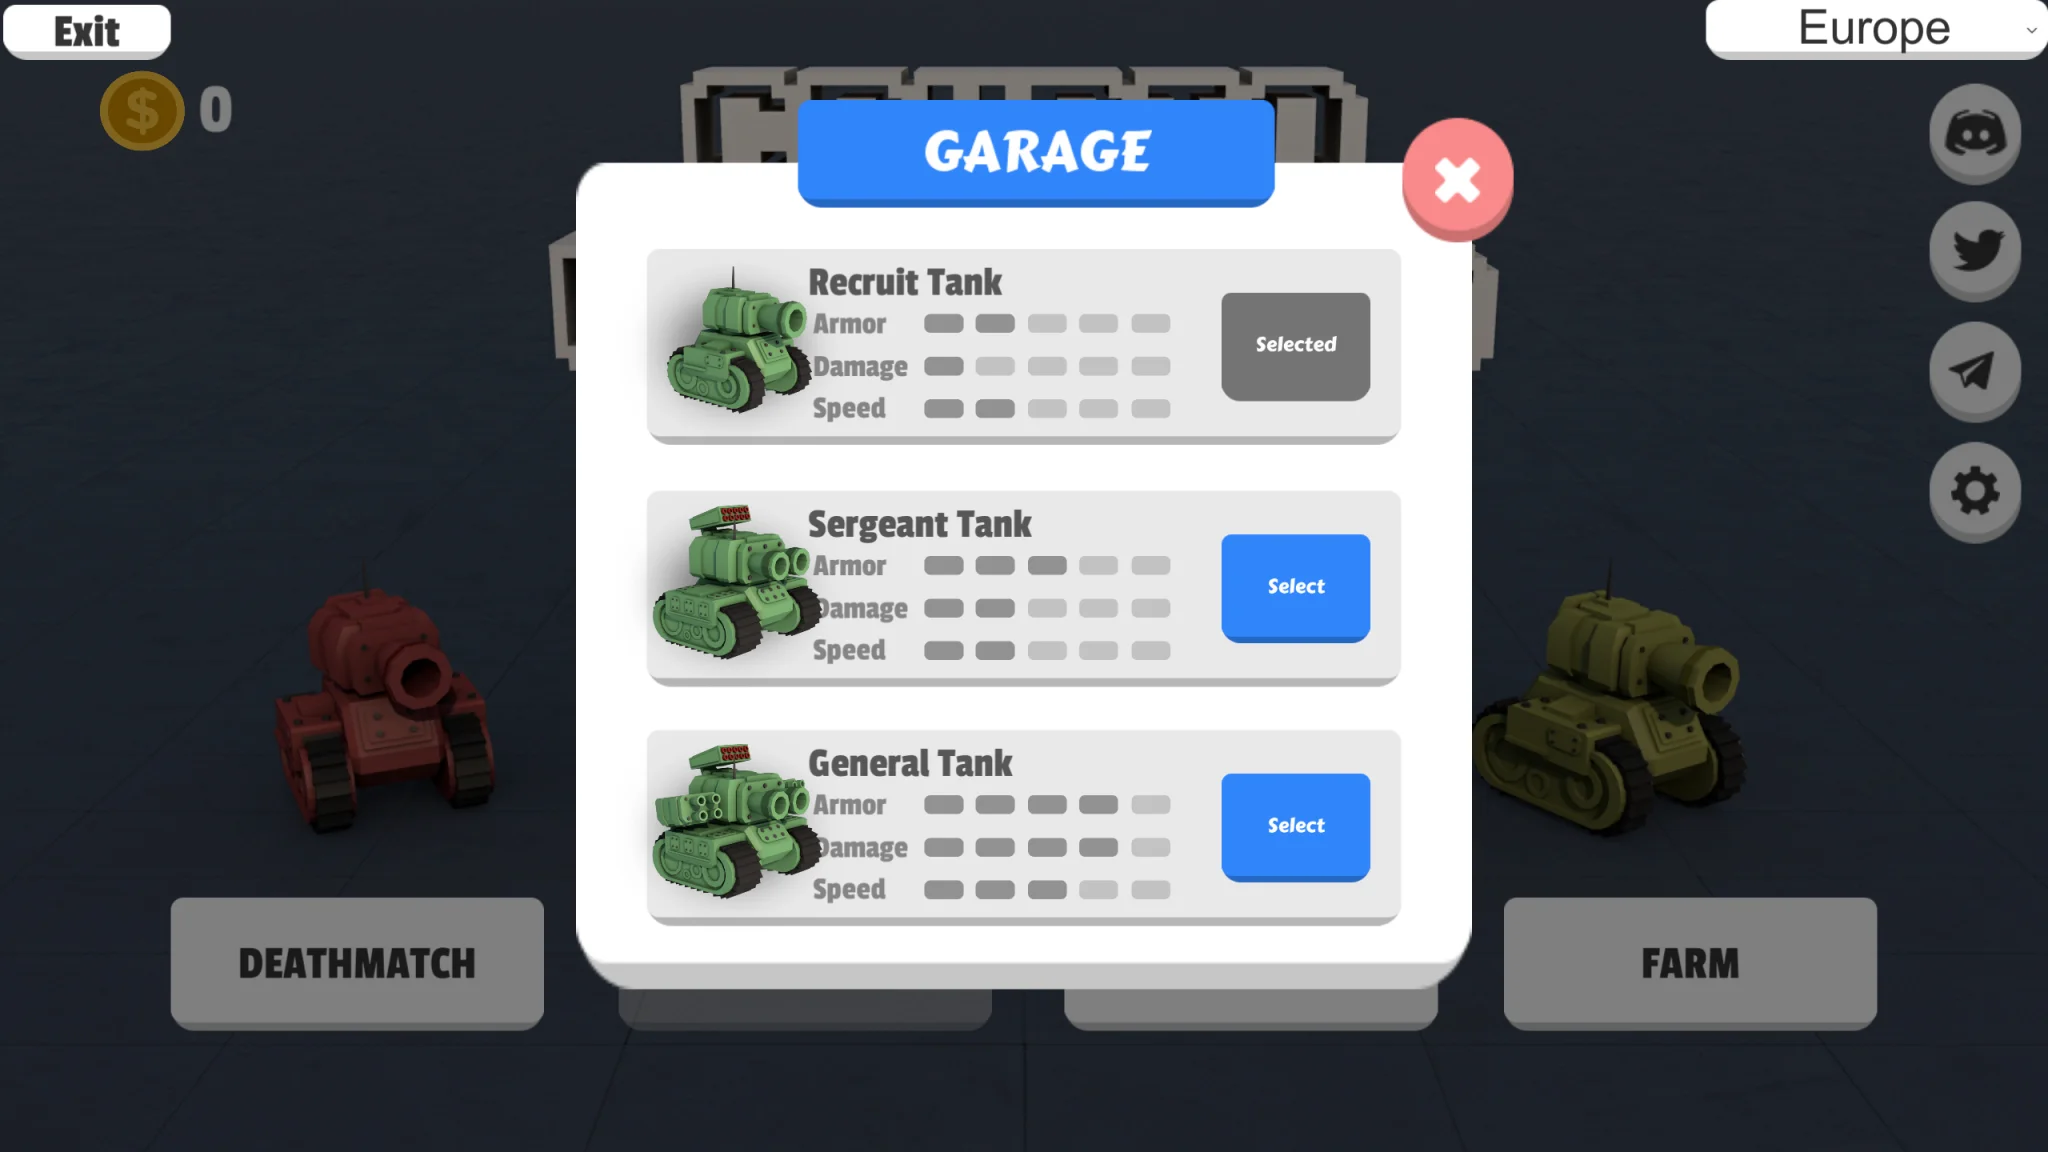 Exit
Europe
$ 0
GARAGE
Recruit Tank
Armor
Damage
Speed
Selected
Sergeant Tank
Armor
Damage
Speed
Select
General Tank
Armor
Damage
Speed
Select
DEATHMATCH
FARM